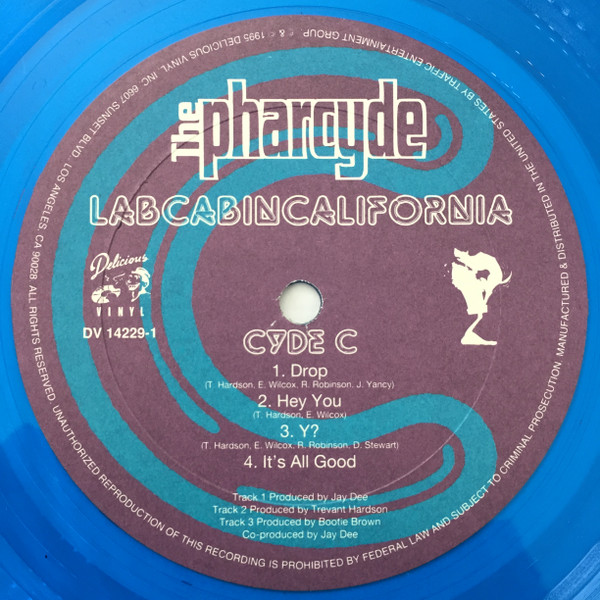 The pharcyde
LABCABINCALIFORNIA
Delicious
VINYL
DV 14229-1
CYDE C
1. Drop
(T. Hardson, E. Wilcox, R. Robinson, J. Yancy)
2. Hey You
(T. Hardson, E. Wilcox)
3. Y?
(T. Hardson, E. Wilcox, R. Robinson, D. Stewart)
4. It's All Good
Track 1 Produced by Jay Dee
Track 2 Produced by Trevant Hardson
Track 3 Produced by Bootie Brown
Co-produced by Jay Dee
℗ & © 1995 DELICIOUS VINYL INC. 6607 SUNSET BLVD LOS ANGELES, CA 90028 ALL RIGHTS RESERVED. UNAUTHORIZED REPRODUCTION OF THIS RECORDING IS PROHIBITED BY FEDERAL LAW AND SUBJECT TO CRIMINAL PROSECUTION MANUFACTURED & DISTRIBUTED IN THE UNITED STATES BY TRAFFIC ENTERTAINMENT GROUP